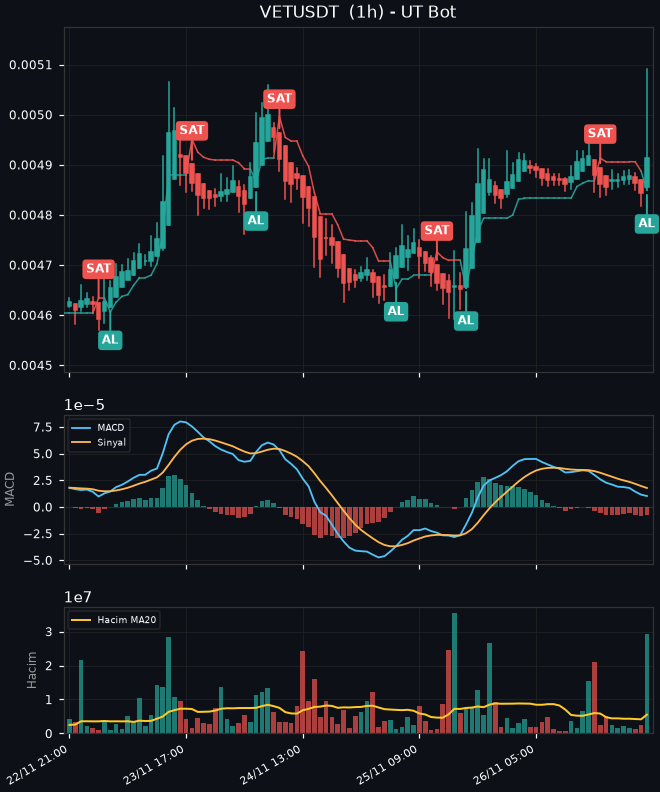 VETUSDT  (1h) - UT Bot
0.0051
0.0050
0.0049
0.0048
0.0047
0.0046
0.0045
SAT
AL
SAT
AL
SAT
AL
SAT
AL
SAT
AL
1e−5
MACD
Sinyal
MACD
7.5
5.0
2.5
0.0
−2.5
−5.0
1e7
Hacim MA20
Hacim
3
2
1
0
22/11 21:00
23/11 17:00
24/11 13:00
25/11 09:00
26/11 05:00